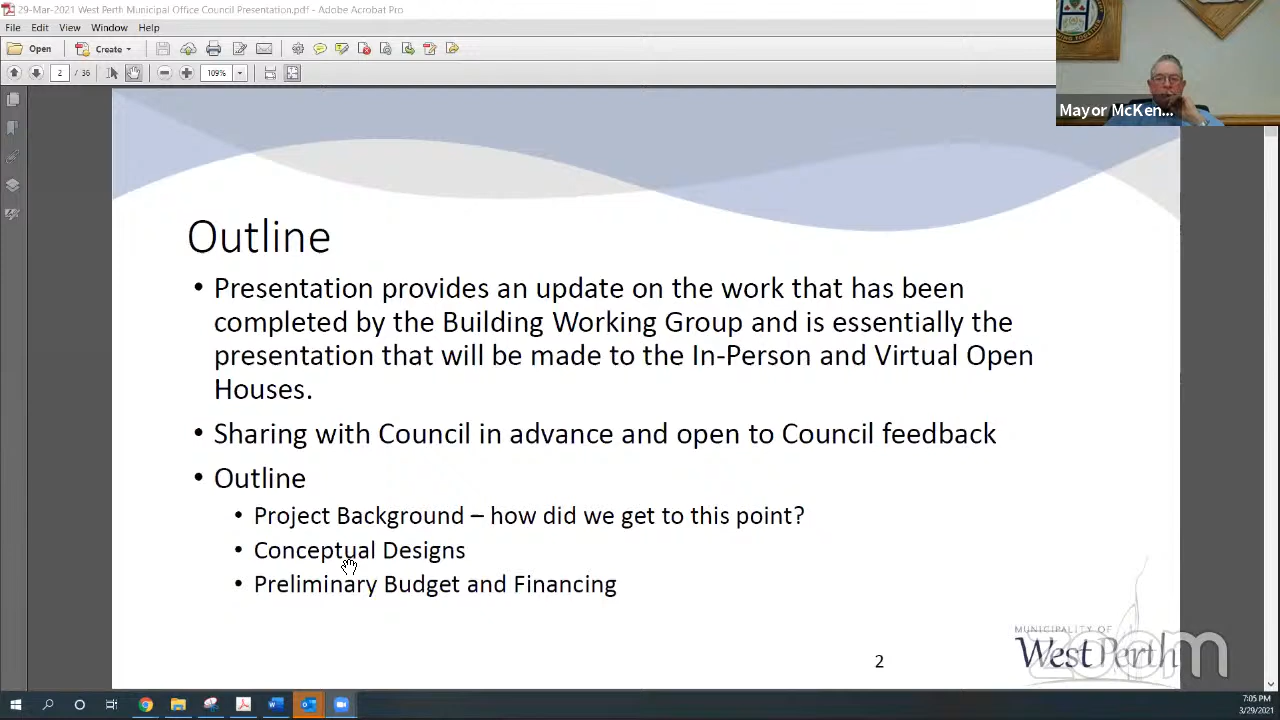 29-Mar-2021 West Perth Municipal Office Council Presentation.pdf - Adobe Acrobat Pro
File Edit View Window Help
Open Create
2 / 36 109%
Mayor McKen...
Outline
• Presentation provides an update on the work that has been
completed by the Building Working Group and is essentially the
presentation that will be made to the In-Person and Virtual Open
Houses.
• Sharing with Council in advance and open to Council feedback
• Outline
• Project Background – how did we get to this point?
• Conceptual Designs
• Preliminary Budget and Financing
MUNICIPALITY OF
West Perth
zoom
2
7:05 PM
3/29/2021